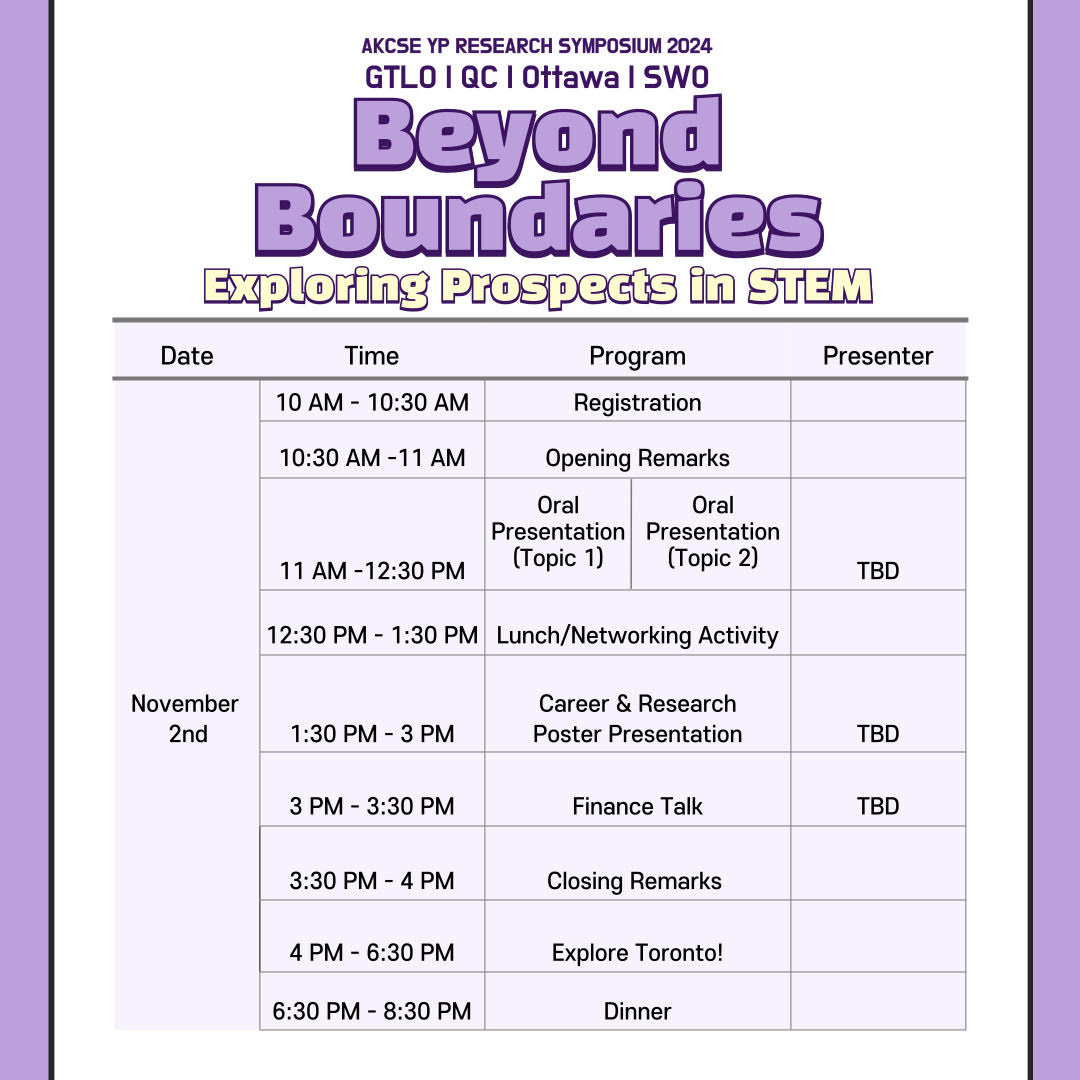 AKCSE YP RESEARCH SYMPOSIUM 2024
GTLO | QC | Ottawa | SWO
Beyond
Boundaries
Exploring Prospects in STEM
Date Time Program Presenter
November
2nd
10 AM - 10:30 AM Registration
10:30 AM -11 AM Opening Remarks
11 AM -12:30 PM
Oral
Presentation
(Topic 1)
Oral
Presentation
(Topic 2)
TBD
12:30 PM - 1:30 PM Lunch/Networking Activity
1:30 PM - 3 PM
Career & Research
Poster Presentation
TBD
3 PM - 3:30 PM Finance Talk TBD
3:30 PM - 4 PM Closing Remarks
4 PM - 6:30 PM Explore Toronto!
6:30 PM - 8:30 PM Dinner